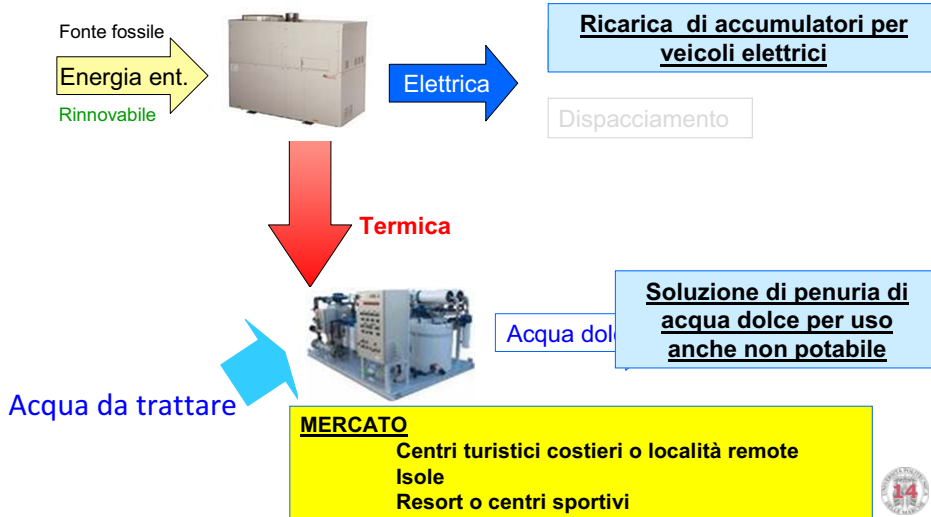 Fonte fossile
Energia ent.
Rinnovabile
Elettrica
Ricarica di accumulatori per
veicoli elettrici
Dispacciamento
Termica
Acqua dol
Soluzione di penuria di
acqua dolce per uso
anche non potabile
Acqua da trattare
MERCATO
Centri turistici costieri o località remote
Isole
Resort o centri sportivi
14